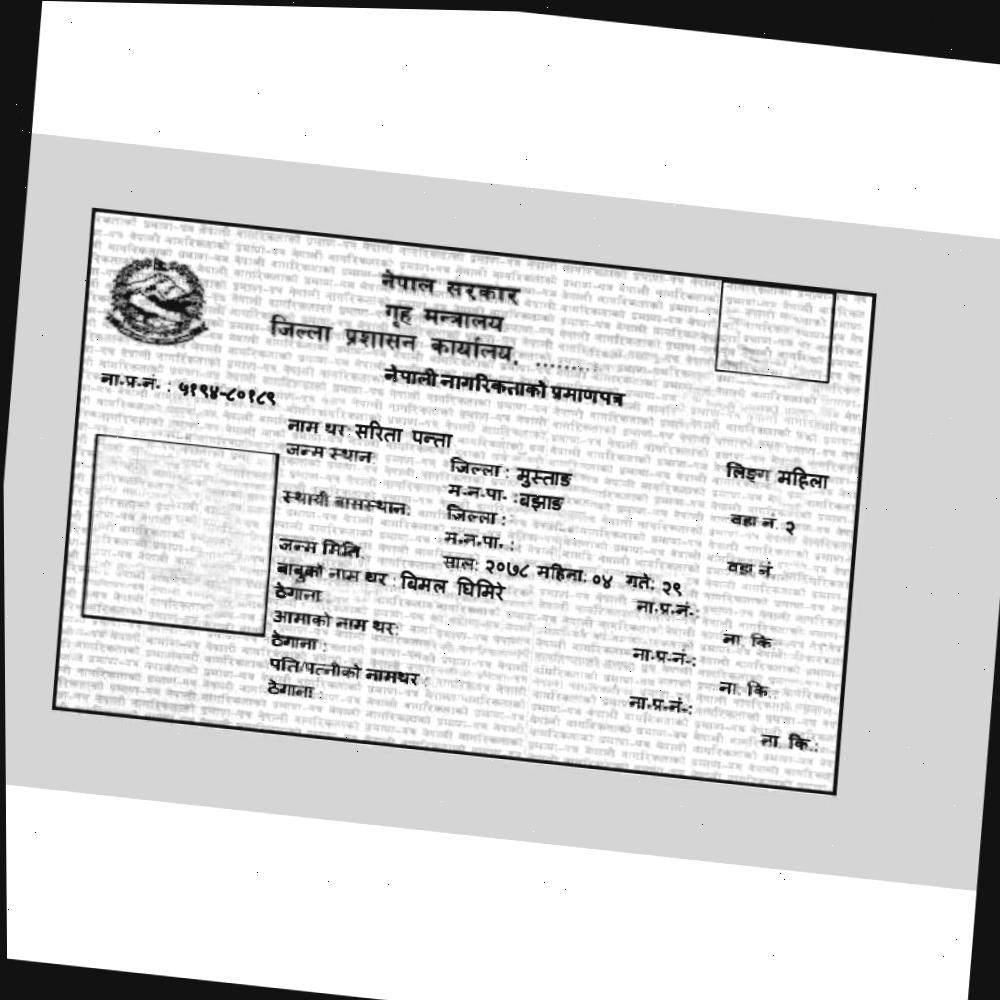 नेपाल सरकार
गृह मन्त्रालय
जिल्ला प्रशासन कार्यालय, .........
नेपाली नागरिकताको प्रमाणपत्र
ना.प्र.नं. : ५१९४-८०१८९
नाम थर: सरिता पन्ता
लिङ्ग महिला
जन्म स्थान: जिल्ला : मुस्ताङ
म.न.पा. :बझाङ वडा नं. २
स्थायी बासस्थान: जिल्ला :
म.न.पा. : वडा नं
जन्म मिति: साल: २०७८ महिना: ०४ गते: २९
बाबुको नाम थर : बिमल घिमिरे ना.प्र.नं.:
ठेगाना : ना. कि.:
आमाको नाम थर: ना.प्र.नं.:
ठेगाना : ना. कि.:
पति/पत्नीको नामथर : ना.प्र.नं.:
ठेगाना : ना. कि.: